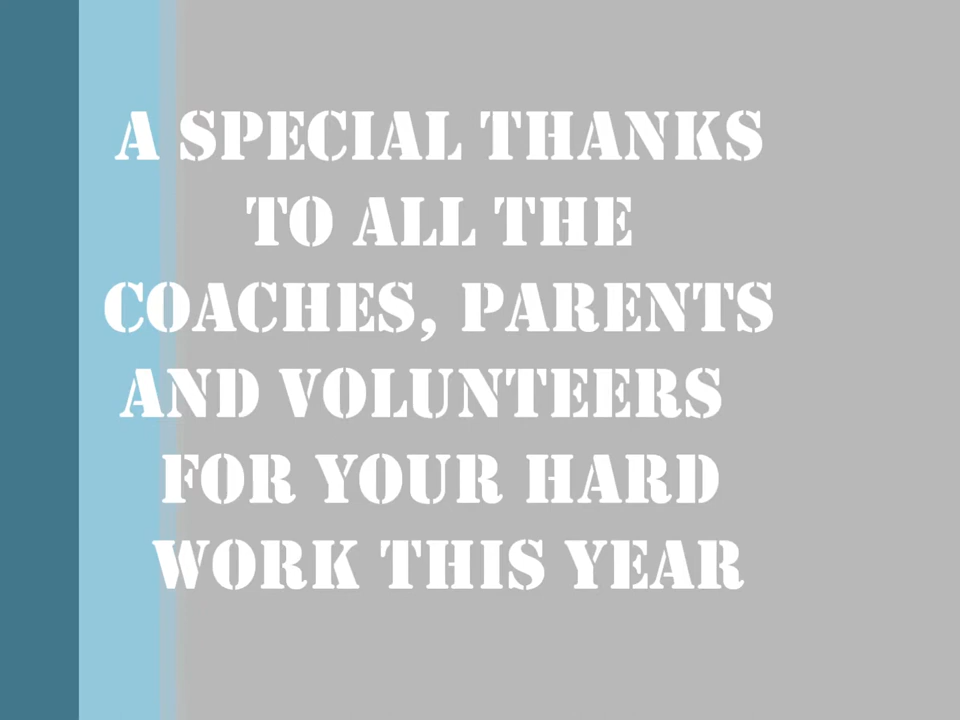 A SPECIAL THANKS
TO ALL THE
COACHES, PARENTS
AND VOLUNTEERS
FOR YOUR HARD
WORK THIS YEAR